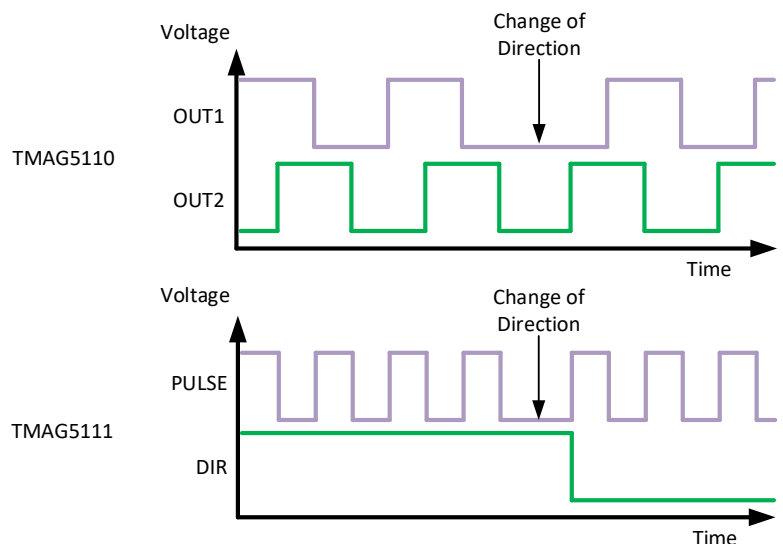 Voltage
Change of
Direction
OUT1
TMAG5110
OUT2
Time
Voltage
Change of
Direction
PULSE
TMAG5111
DIR
Time